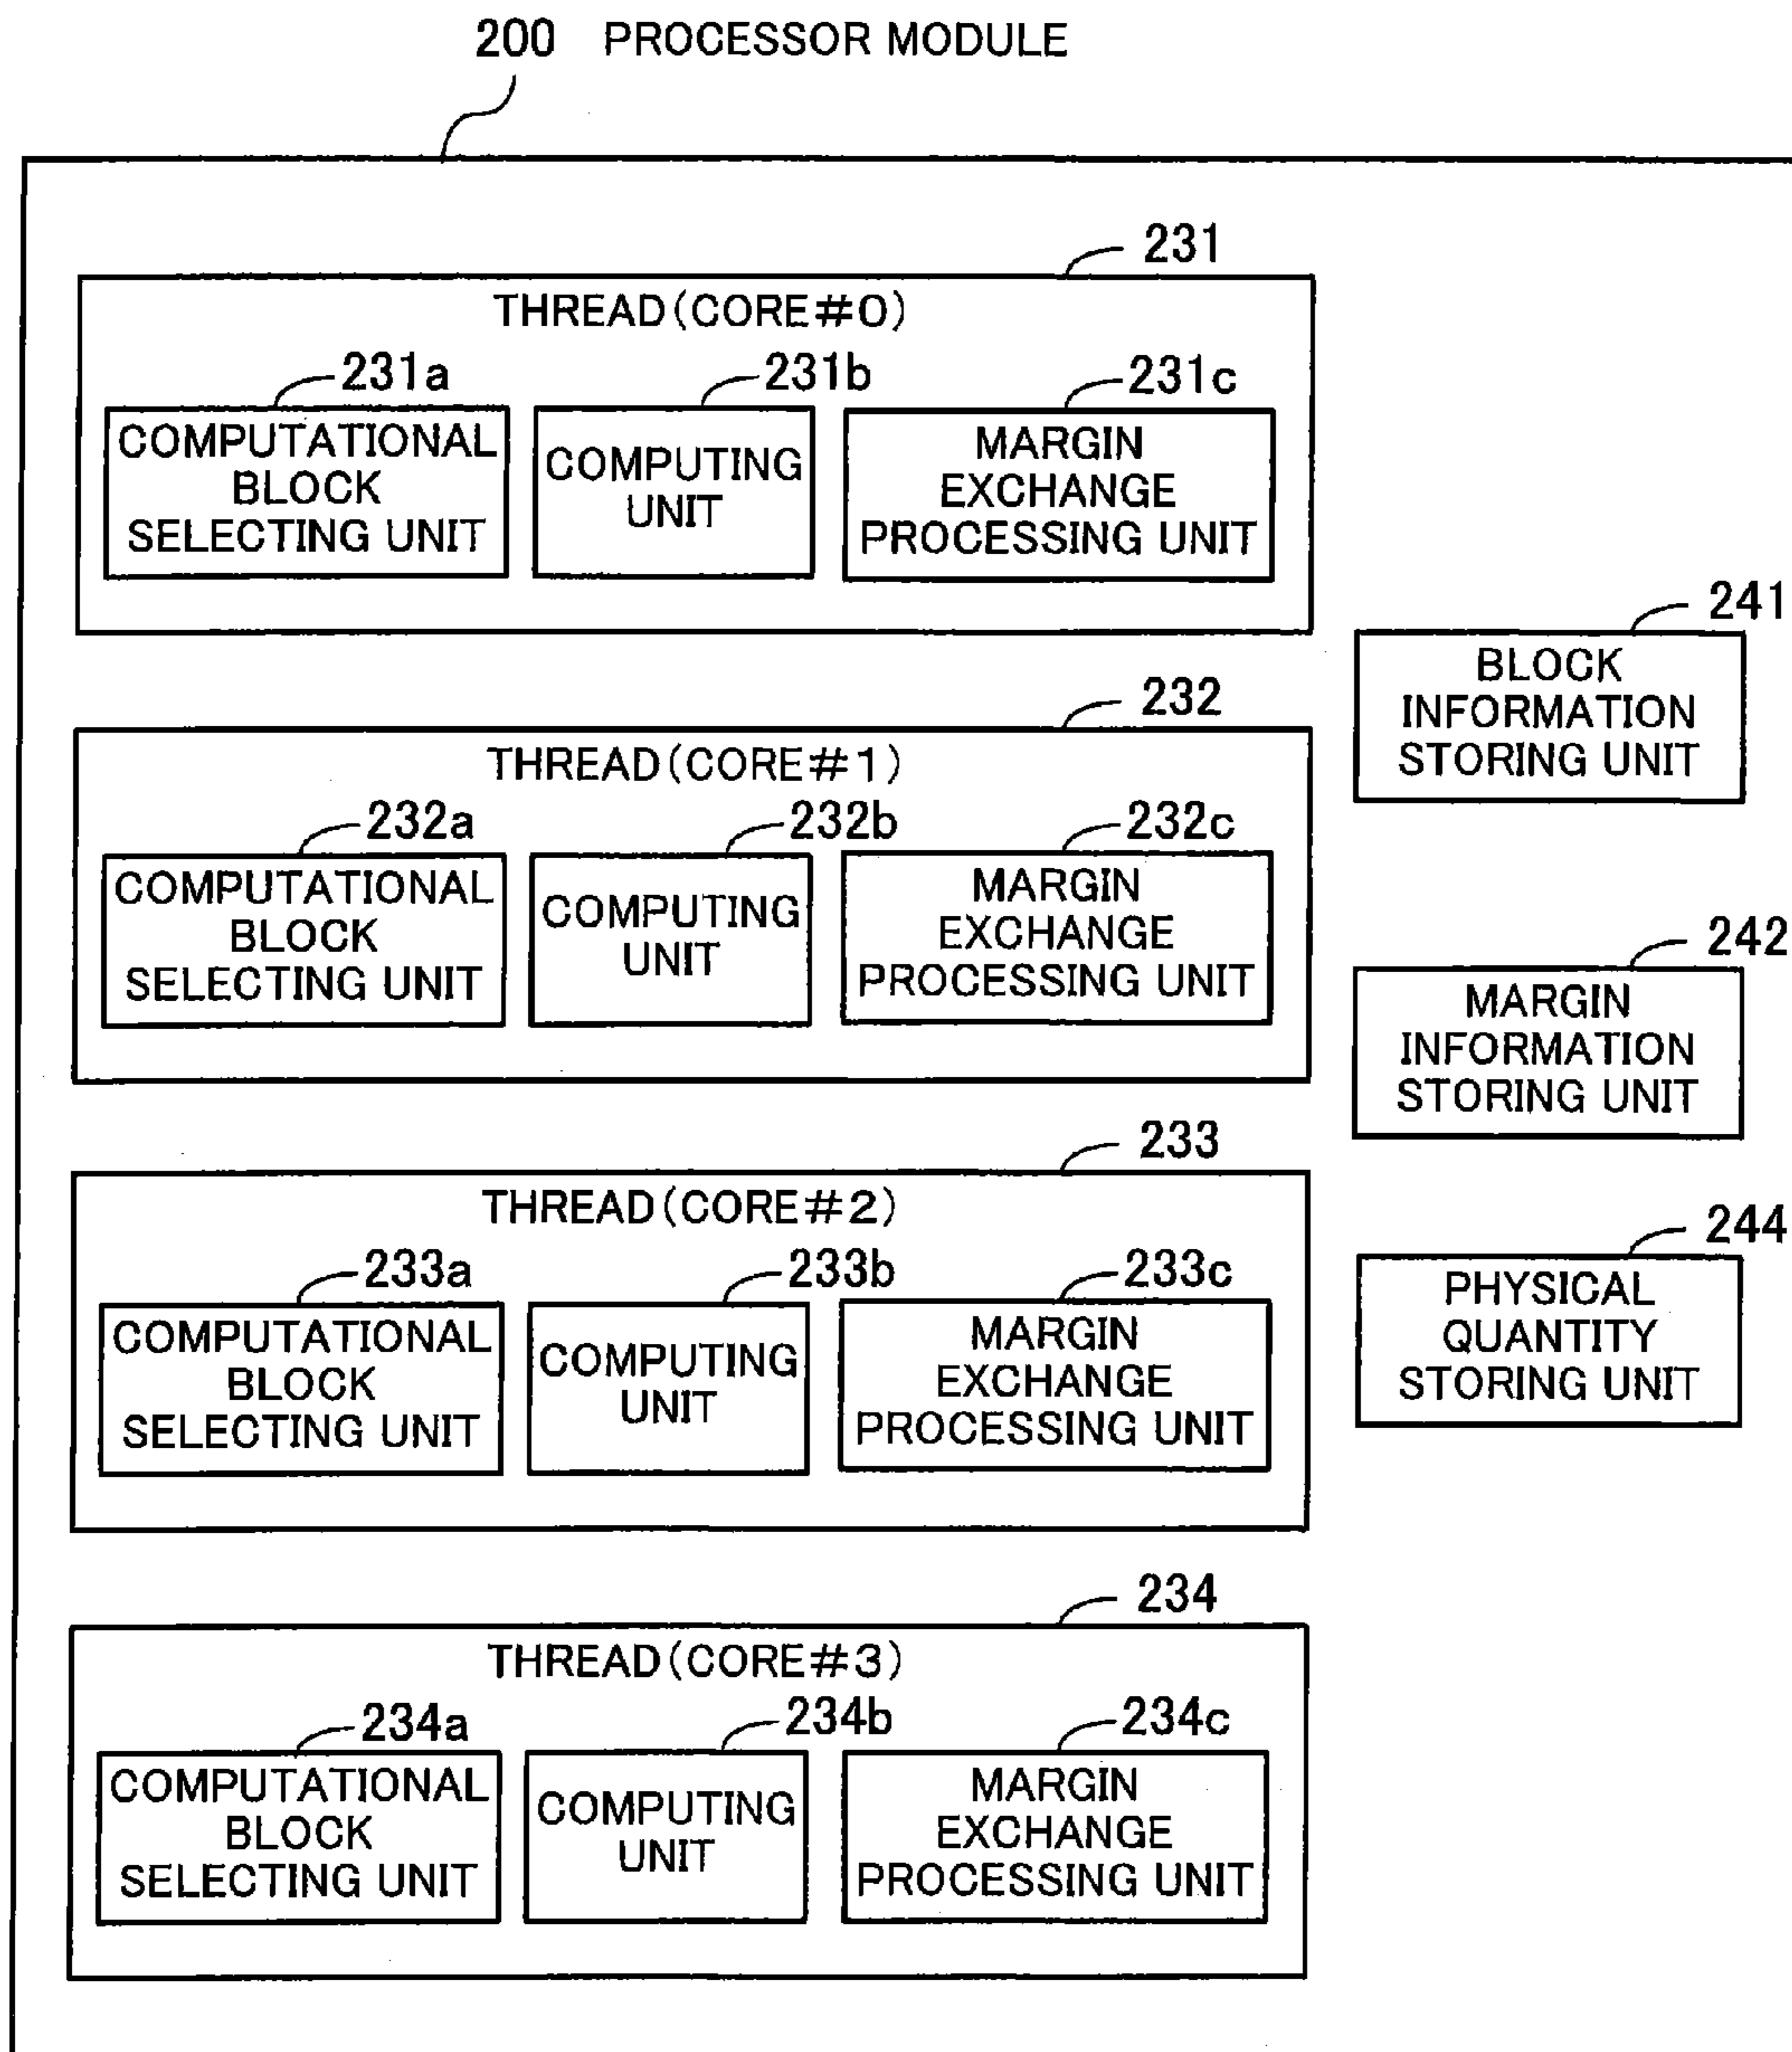 200 PROCESSOR MODULE
231
THREAD(CORE#0)
231a
231b
231c
COMPUTATIONAL
BLOCK
SELECTING UNIT
COMPUTING
UNIT
MARGIN
EXCHANGE
PROCESSING UNIT
241
BLOCK
INFORMATION
STORING UNIT
232
THREAD(CORE#1)
232a
232b
232c
COMPUTATIONAL
BLOCK
SELECTING UNIT
COMPUTING
UNIT
MARGIN
EXCHANGE
PROCESSING UNIT
242
MARGIN
INFORMATION
STORING UNIT
233
THREAD(CORE#2)
233a
233b
233c
COMPUTATIONAL
BLOCK
SELECTING UNIT
COMPUTING
UNIT
MARGIN
EXCHANGE
PROCESSING UNIT
244
PHYSICAL
QUANTITY
STORING UNIT
234
THREAD(CORE#3)
234a
234b
234c
COMPUTATIONAL
BLOCK
SELECTING UNIT
COMPUTING
UNIT
MARGIN
EXCHANGE
PROCESSING UNIT